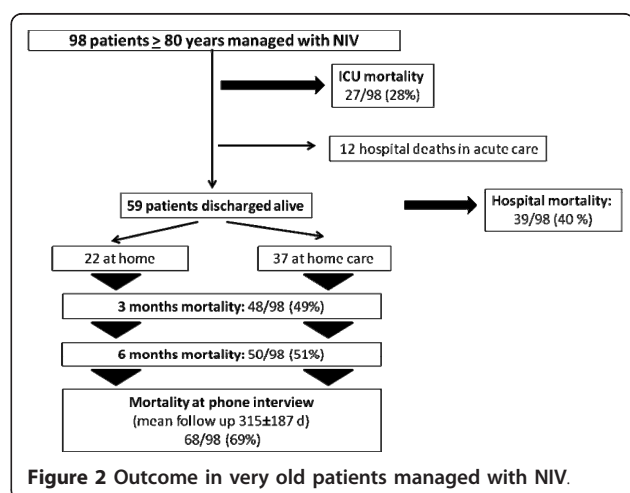 98 patients ≥ 80 years managed with NIV
ICU mortality
27/98 (28%)
12 hospital deaths in acute care
59 patients discharged alive
Hospital mortality:
39/98 (40 %)
22 at home
37 at home care
3 months mortality: 48/98 (49%)
6 months mortality: 50/98 (51%)
Mortality at phone interview
(mean follow up 315±187 d)
68/98 (69%)
Figure 2 Outcome in very old patients managed with NIV.